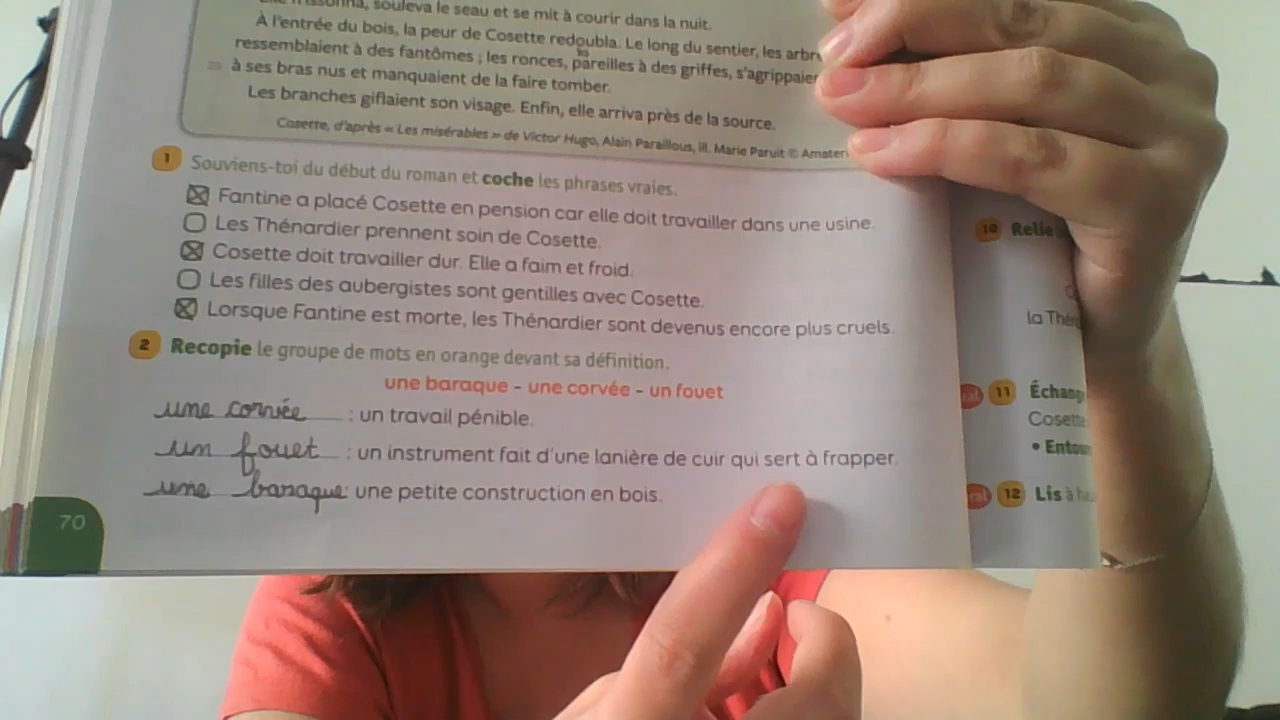 souleva le seau et se mit à courir dans la nuit.
À l'entrée du bois, la peur de Cosette redoubla. Le long du sentier, les
ressemblaient à des fantômes ; les ronces, pareilles à des griffes,
25 à ses bras nus et manquaient de la faire tomber.
Les branches giflaient son visage. Enfin, elle arriva près de la source.
Cosette, d'après « Les misérables » de Victor Hugo, Alain Paraillous, ill. Marie Paruit ©
1 Souviens-toi du début du roman et coche les phrases vraies.
Fantine a placé Cosette en pension car elle doit travailler dans une usine.
Les Thénardier prennent soin de Cosette.
Cosette doit travailler dur. Elle a faim et froid.
Les filles des aubergistes sont gentilles avec Cosette.
Lorsque Fantine est morte, les Thénardier sont devenus encore plus cruels.
2 Recopie le groupe de mots en orange devant sa définition.
une baraque - une corvée - un fouet
une corvée : un travail pénible.
un fouet : un instrument fait d'une lanière de cuir qui sert à frapper.
une baraque : une petite construction en bois.
70
10 Relie
la
11
Cosette
12 Lis à